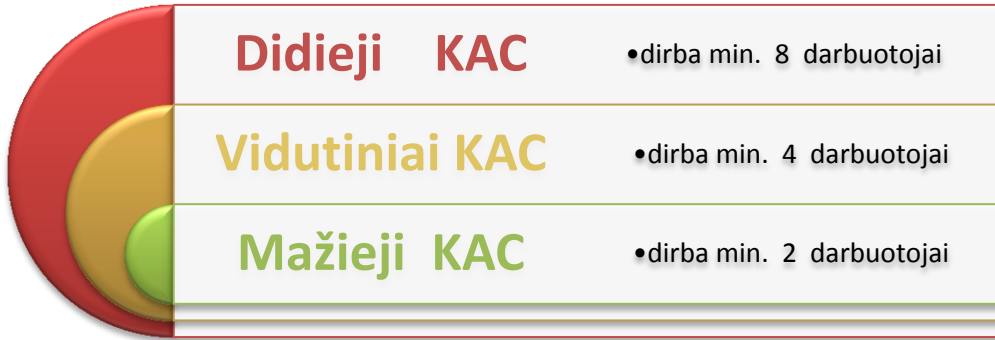 Didieji KAC •dirba min. 8 darbuotojai
Vidutiniai KAC •dirba min. 4 darbuotojai
Mažieji KAC •dirba min. 2 darbuotojai